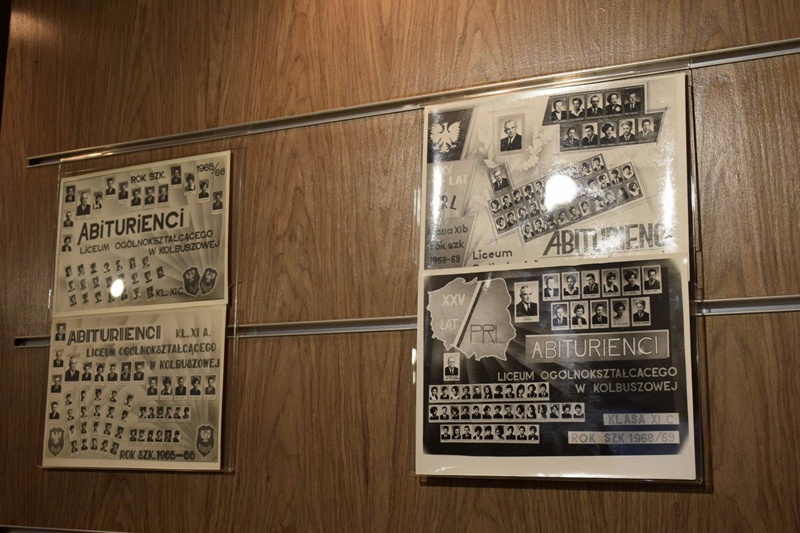 ROK SZK. 1965/66
ABITURIENCI
LICEUM OGÓLNOKSZTAŁCĄCEGO
W KOLBUSZOWEJ
KL. XI C.
ABITURIENCI KL. XI A.
LICEUM OGÓLNOKSZTAŁCĄCEGO
W KOLBUSZOWEJ
ROK SZK. 1965-66
LAT
klasa XI b
rok szk
1968-69
Liceum
ABITURIENCI
XXV
LAT
PRL
ABITURIENCI
LICEUM OGÓLNOKSZTAŁCĄCEGO
W KOLBUSZOWEJ
KLASA XI C
ROK SZK 1968/69